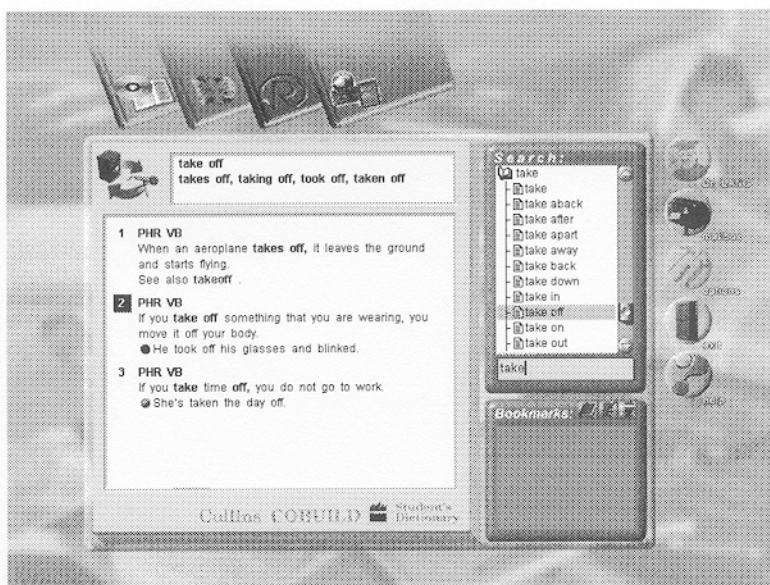 take off
takes off, taking off, took off, taken off
1 PHR VB
When an aeroplane takes off, it leaves the ground
and starts flying.
See also takeoff .
2 PHR VB
If you take off something that you are wearing, you
move it off your body.
He took off his glasses and blinked.
3 PHR VB
If you take time off, you do not go to work.
She's taken the day off.
Collins COBUILD Student's
Dictionary
Search:
take
take
take aback
take after
take apart
take away
take back
take down
take in
take off
take on
take out
take
Bookmarks:
options
exit
help